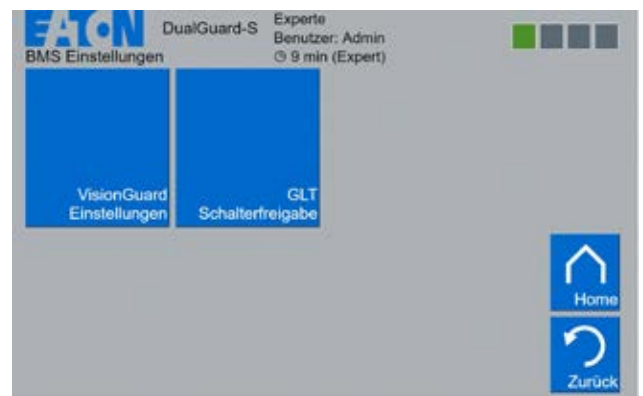 EATON
DualGuard-S
Experte
Benutzer: Admin
9 min (Expert)
BMS Einstellungen
VisionGuard
Einstellungen
GLT
Schalterfreigabe
Home
Zurück